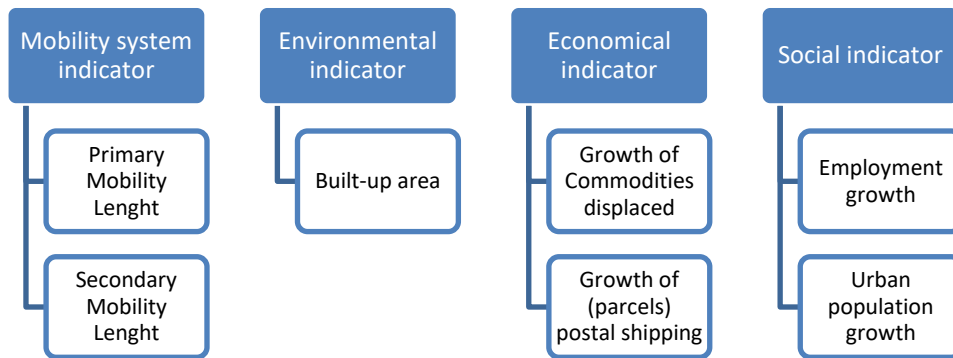 Mobility system
indicator
Primary
Mobility
Lenght
Secondary
Mobility
Lenght
Environmental
indicator
Built-up area
Economical
indicator
Growth of
Commodities
displaced
Growth of
(parcels)
postal shipping
Social indicator
Employment
growth
Urban
population
growth